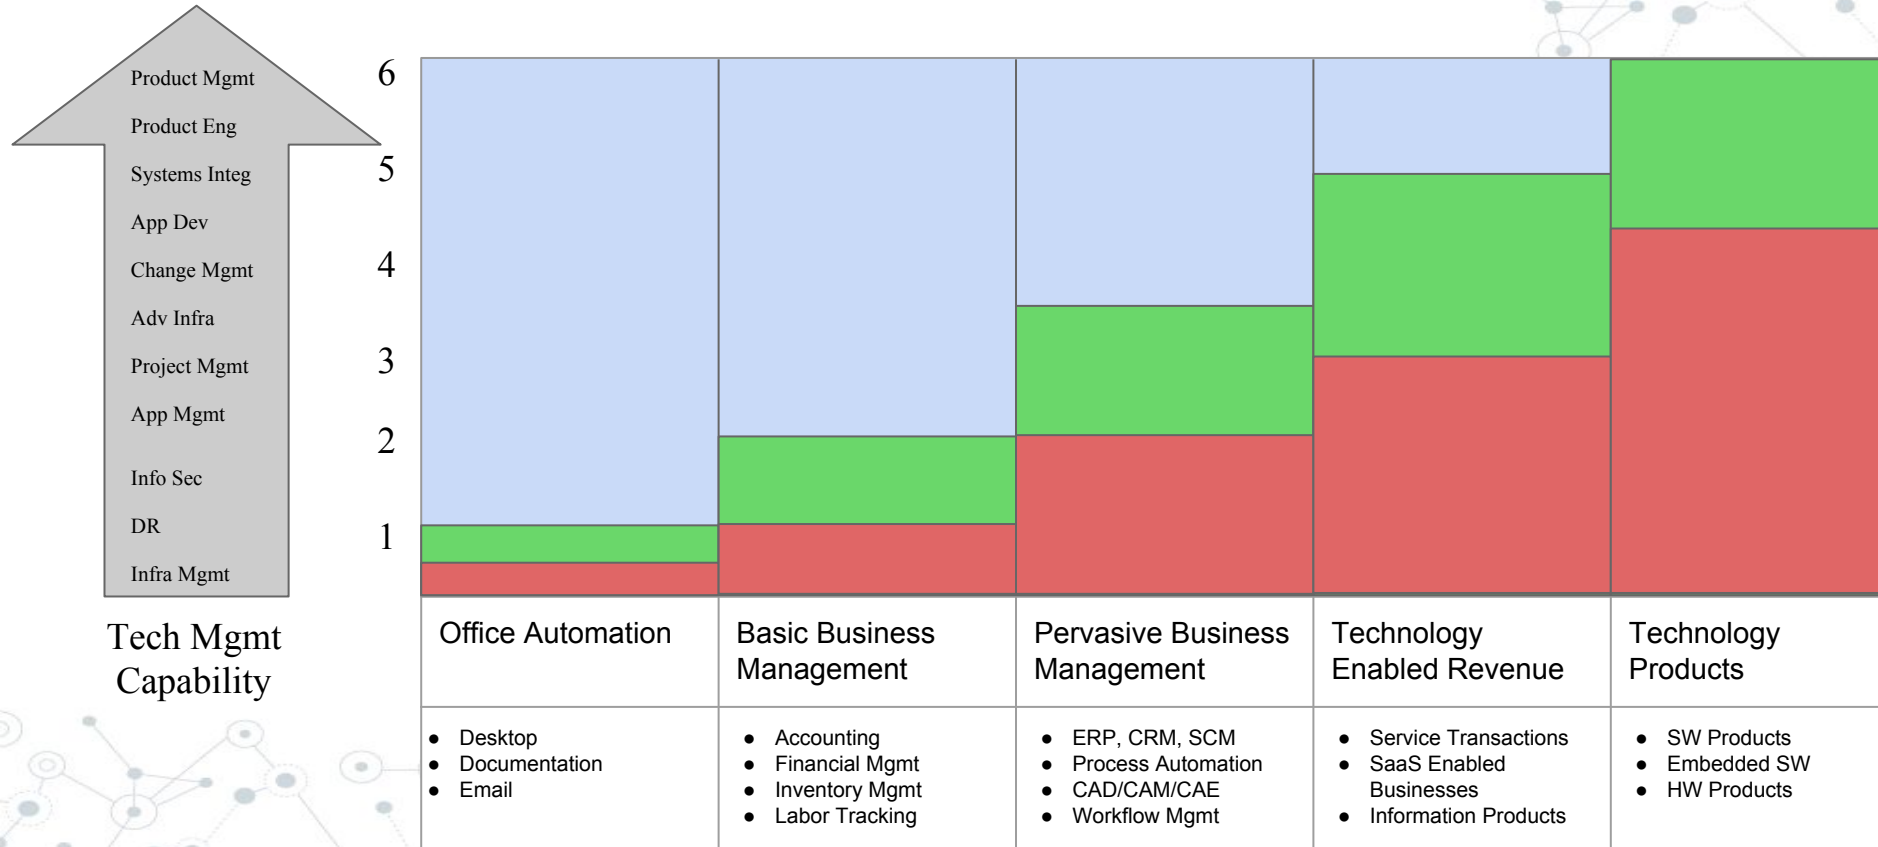 Product Mgmt
Product Eng
Systems Integ
App Dev
Change Mgmt
Adv Infra
Project Mgmt
App Mgmt
Info Sec
DR
Infra Mgmt
Tech Mgmt
Capability
6
5
4
3
2
1
Office Automation
Basic Business
Management
Pervasive Business
Management
Technology
Enabled Revenue
Technology
Products
● Desktop
● Documentation
● Email
● Accounting
● Financial Mgmt
● Inventory Mgmt
● Labor Tracking
● ERP, CRM, SCM
● Process Automation
● CAD/CAM/CAE
● Workflow Mgmt
● Service Transactions
● SaaS Enabled
Businesses
● Information Products
● SW Products
● Embedded SW
● HW Products